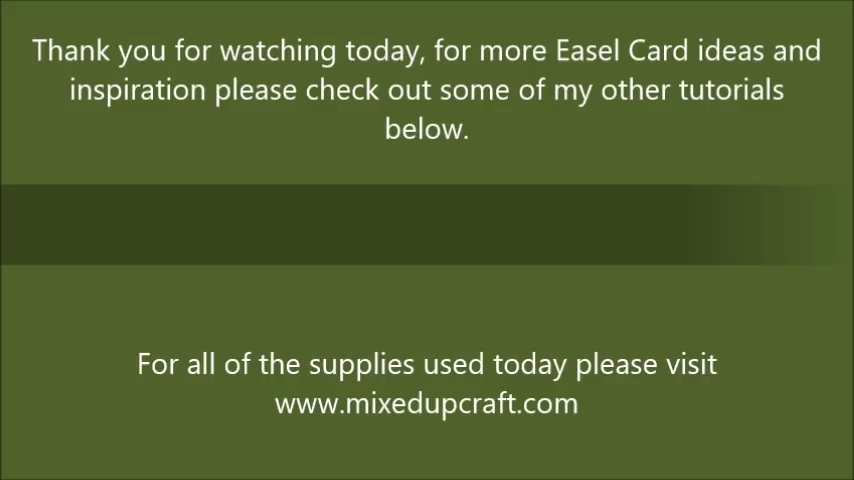 Thank you for watching today, for more Easel Card ideas and
inspiration please check out some of my other tutorials
below.
For all of the supplies used today please visit
www.mixedupcraft.com